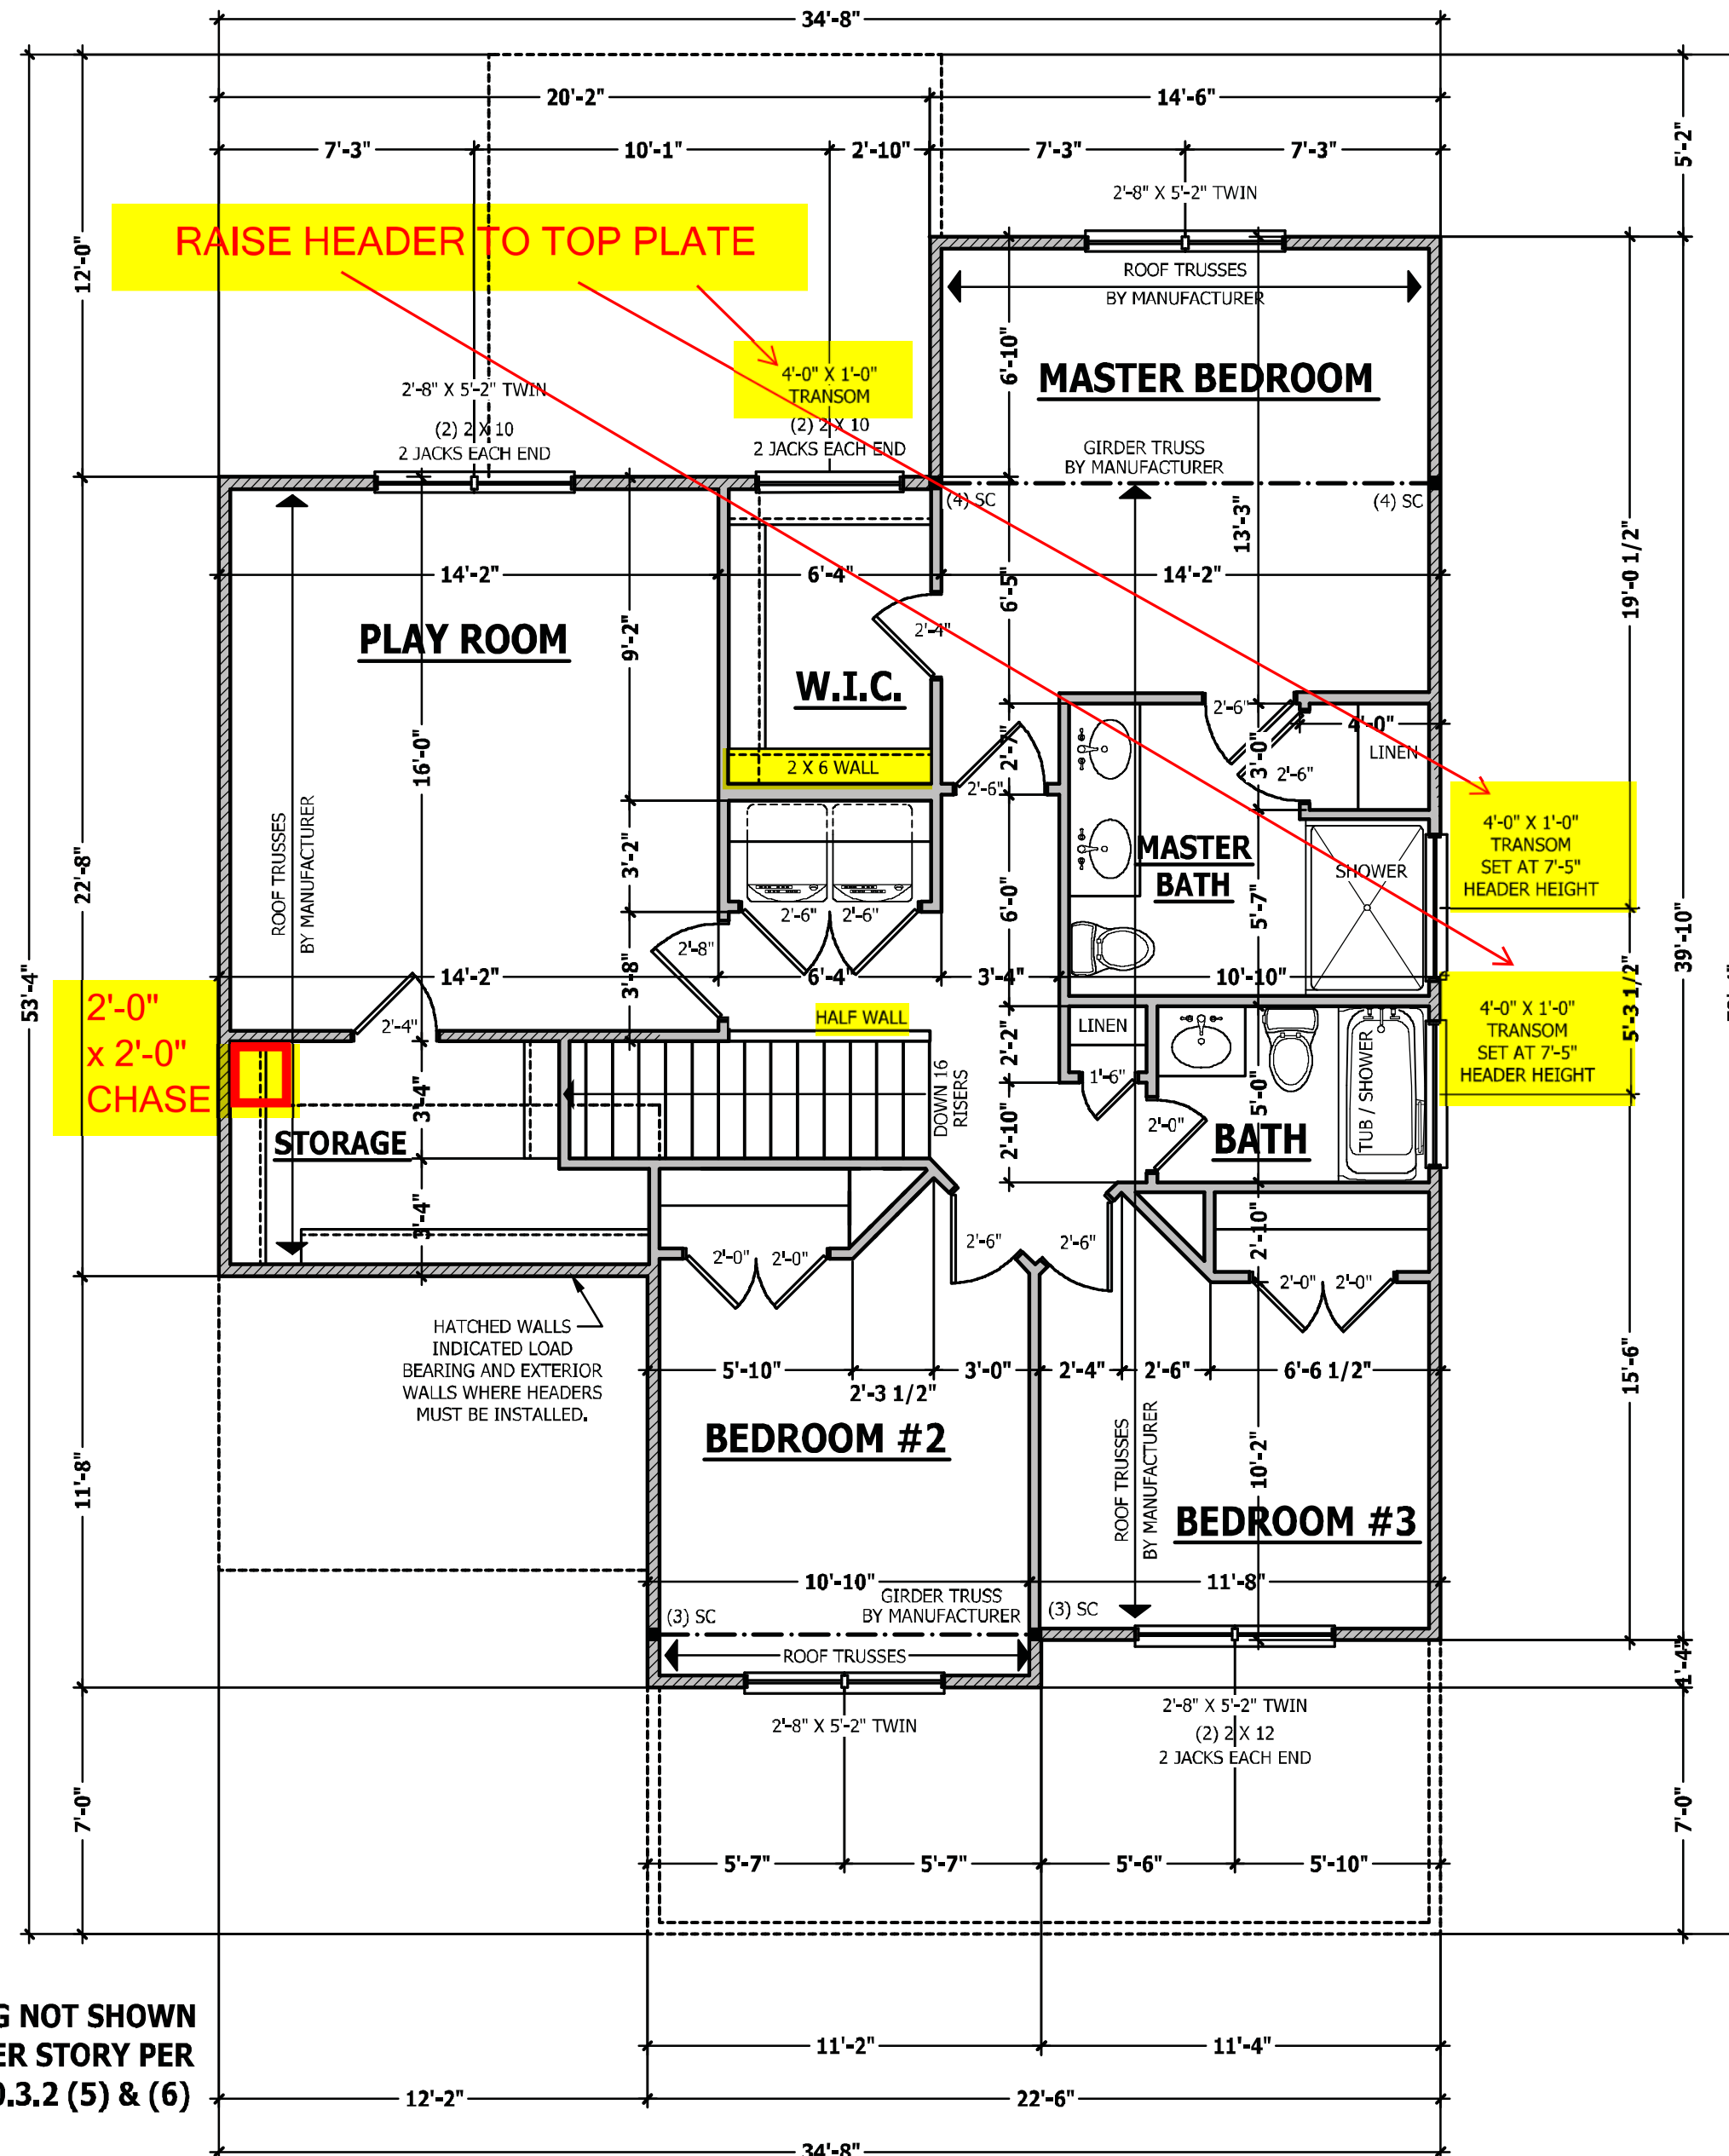 34'-8"
20'-2"
14'-6"
7'-3"
10'-1"
2'-10"
7'-3"
7'-3"
5'-2"
2'-8" X 5'-2" TWIN
RAISE HEADER TO TOP PLATE
12'-0"
ROOF TRUSSES
BY MANUFACTURER
6'-10"
4'-0" X 1'-0"
TRANSOM
(2) 2 X 10
2 JACKS EACH END
2'-8" X 5'-2" TWIN
(2) 2 X 10
2 JACKS EACH END
MASTER BEDROOM
GIRDER TRUSS
BY MANUFACTURER
(4) SC
(4) SC
13'-3"
19'-0 1/2"
14'-2"
6'-4"
6'-5"
14'-2"
PLAY ROOM
9'-2"
2'-4"
W.I.C.
2'-6"
4'-0"
LINEN
2'-7"
3'-0"
2'-6"
16'-0"
2 X 6 WALL
2'-6"
ROOF TRUSSES
BY MANUFACTURER
22'-8"
3'-2"
MASTER
BATH
SHOWER
4'-0" X 1'-0"
TRANSOM
SET AT 7'-5"
HEADER HEIGHT
2'-6"
2'-6"
6'-0"
5'-7"
39'-10"
2'-8"
53'-4"
14'-2"
3'-8"
6'-4"
3'-4"
10'-10"
5'-3 1/2"
2'-0"
x 2'-0"
CHASE
2'-4"
HALF WALL
LINEN
4'-0" X 1'-0"
TRANSOM
SET AT 7'-5"
HEADER HEIGHT
2'-2"
1'-6"
DOWN 16
RISERS
3'-4"
5'-0"
TUB / SHOWER
2'-0"
BATH
STORAGE
2'-10"
2'-10"
2'-0"
2'-0"
2'-6"
2'-6"
2'-0"
2'-0"
HATCHED WALLS
INDICATED LOAD
BEARING AND EXTERIOR
WALLS WHERE HEADERS
MUST BE INSTALLED.
5'-10"
2'-3 1/2"
3'-0"
2'-4"
2'-6"
6'-6 1/2"
15'-6"
BEDROOM #2
11'-8"
ROOF TRUSSES
BY MANUFACTURER
10'-2"
BEDROOM #3
10'-10"
11'-8"
GIRDER TRUSS
BY MANUFACTURER
(3) SC
(3) SC
ROOF TRUSSES
1'-4"
2'-8" X 5'-2" TWIN
2'-8" X 5'-2" TWIN
(2) 2 X 12
2 JACKS EACH END
7'-0"
7'-0"
5'-7"
5'-7"
5'-6"
5'-10"
NOT SHOWN
STORY PER
.3.2 (5) & (6)
11'-2"
11'-4"
12'-2"
22'-6"
34'-8"